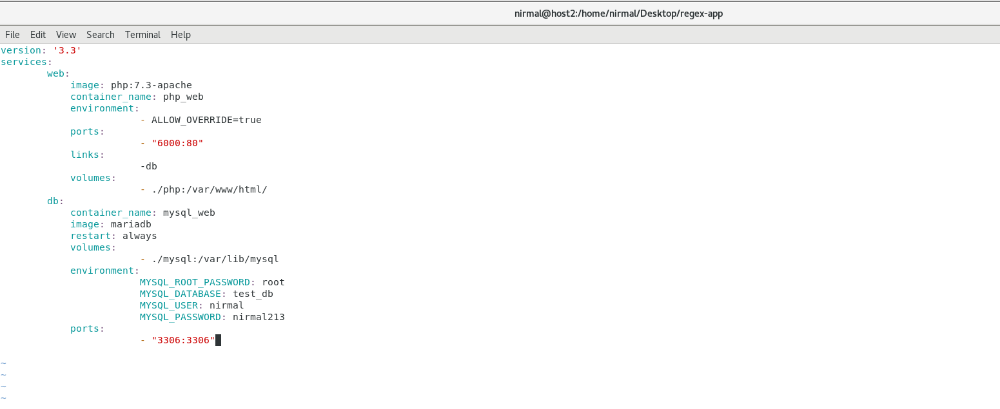 nirmal@host2:/home/nirmal/Desktop/regex-app
File Edit View Search Terminal Help
version: '3.3'
services:
        web:
            image: php:7.3-apache
            container_name: php_web
            environment:
                        - ALLOW_OVERRIDE=true
            ports:
                        - "6000:80"
            links:
                        -db
            volumes:
                        - ./php:/var/www/html/
        db:
            container_name: mysql_web
            image: mariadb
            restart: always
            volumes:
                        - ./mysql:/var/lib/mysql
            environment:
                        MYSQL_ROOT_PASSWORD: root
                        MYSQL_DATABASE: test_db
                        MYSQL_USER: nirmal
                        MYSQL_PASSWORD: nirmal213
            ports:
                        - "3306:3306"
~
~
~
~